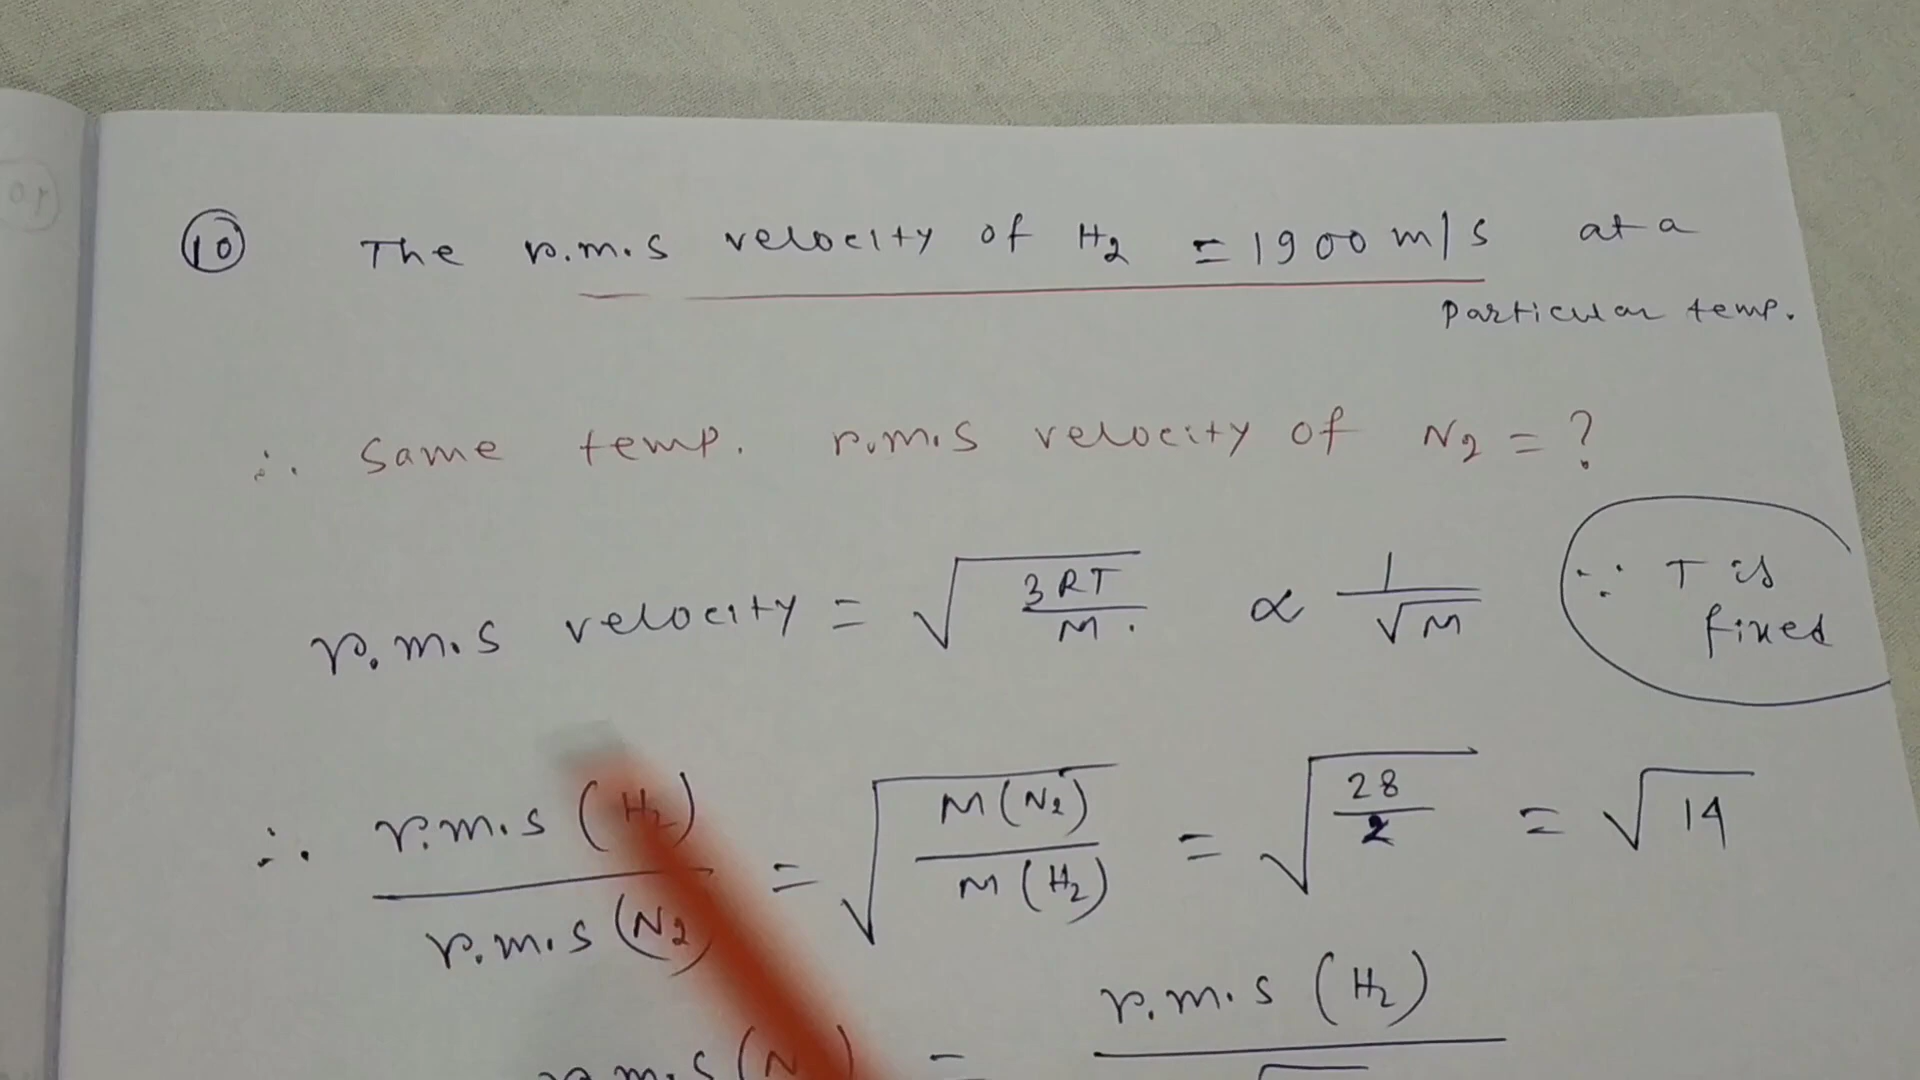 10 The r.m.s velocity of H₂ = 1900 m/s at a
particular temp.
∴ same temp. r.m.s velocity of N₂ = ?
r.m.s velocity = √(3RT/M) ∝ 1/√M ∵ T is
fixed
∴ r.m.s (H₂) / r.m.s (N₂) = √(M(N₂)/M(H₂)) = √(28/2) = √14
r.m.s (H₂)
r.m.s (N =